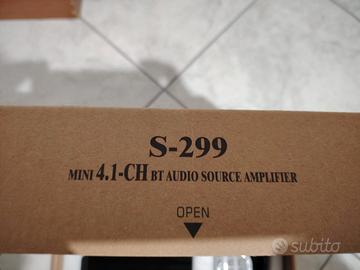 S-299
MINI 4.1-CH BT AUDIO SOURCE AMPLIFIER
OPEN
subito